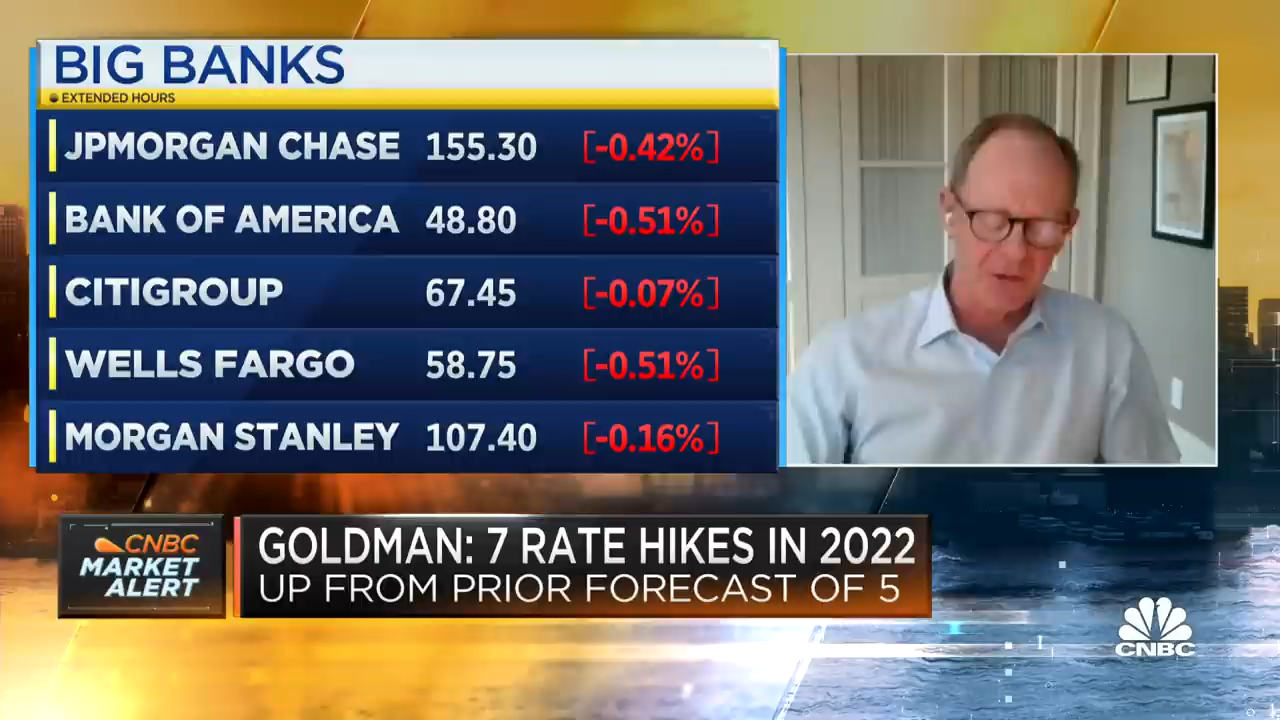 BIG BANKS
EXTENDED HOURS
JPMORGAN CHASE 155.30 [-0.42%]
BANK OF AMERICA 48.80 [-0.51%]
CITIGROUP 67.45 [-0.07%]
WELLS FARGO 58.75 [-0.51%]
MORGAN STANLEY 107.40 [-0.16%]
CNBC
MARKET
ALERT
GOLDMAN: 7 RATE HIKES IN 2022
UP FROM PRIOR FORECAST OF 5
CNBC